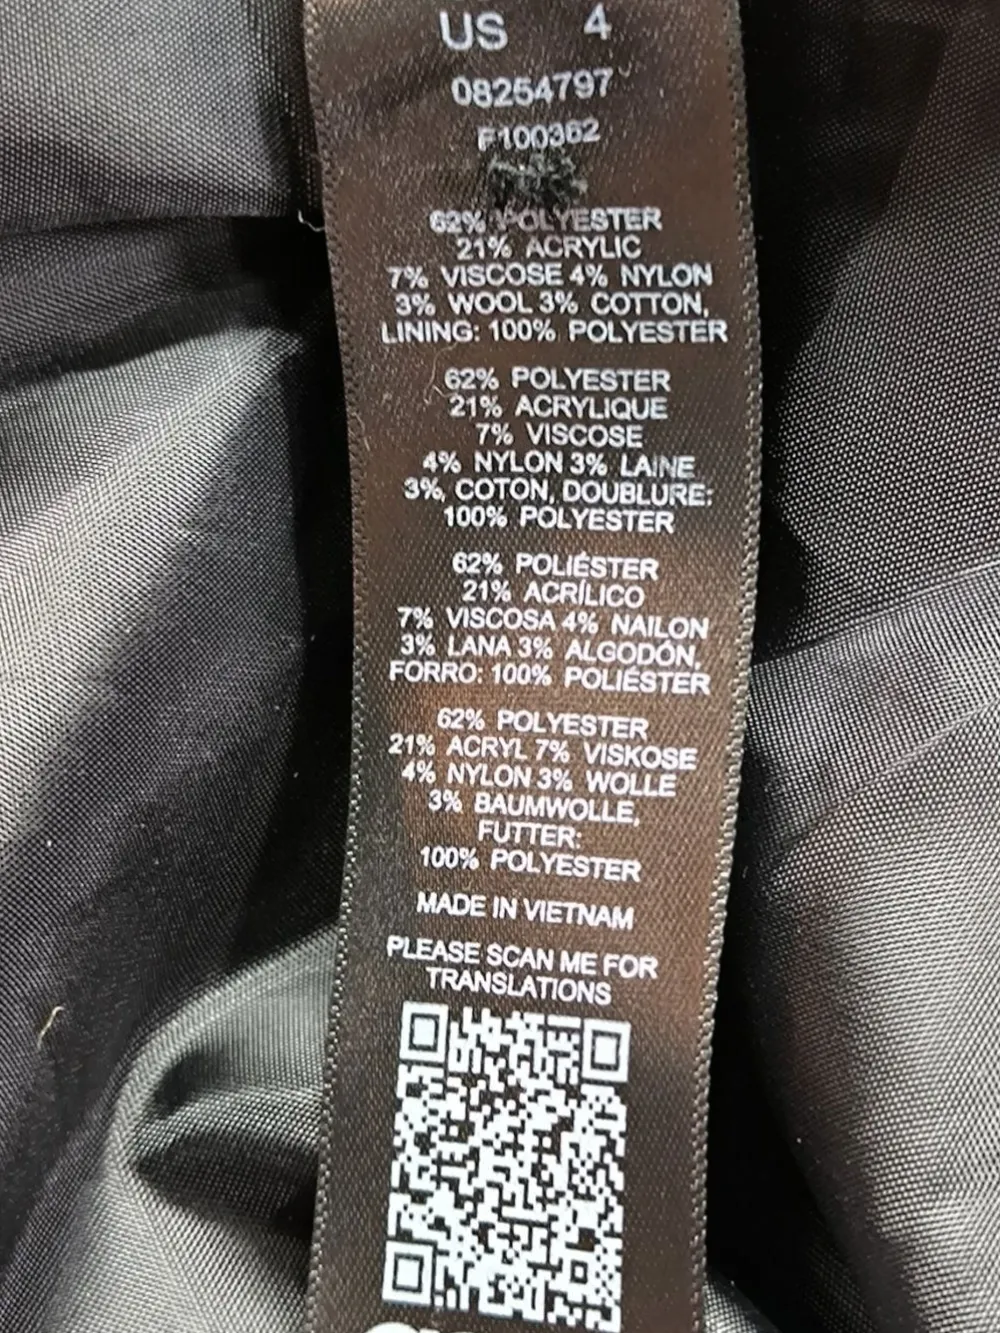 US 4
08254797
F100362
62% POLYESTER
21% ACRYLIC
7% VISCOSE 4% NYLON
3% WOOL 3% COTTON,
LINING: 100% POLYESTER
62% POLYESTER
21% ACRYLIQUE
7% VISCOSE
4% NYLON 3% LAINE
3%, COTON, DOUBLURE:
100% POLYESTER
62% POLIÉSTER
21% ACRÍLICO
7% VISCOSA 4% NAILON
3% LANA 3% ALGODÓN,
FORRO: 100% POLIÉSTER
62% POLYESTER
21% ACRYL 7% VISKOSE
4% NYLON 3% WOLLE
3% BAUMWOLLE,
FUTTER:
100% POLYESTER
MADE IN VIETNAM
PLEASE SCAN ME FOR
TRANSLATIONS